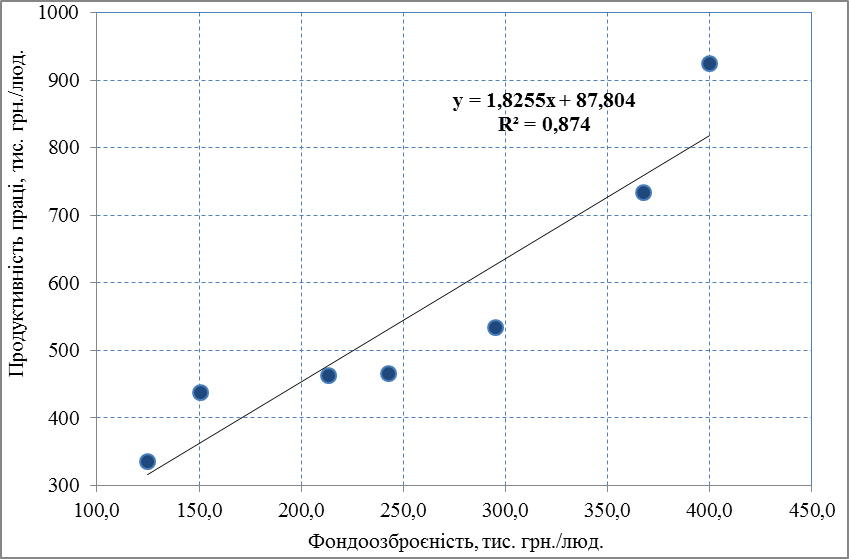 1000
900
800
700
600
500
400
300
Продуктивність праці, тис. грн./люд.
y = 1,8255x + 87,804
R² = 0,874
100,0 150,0 200,0 250,0 300,0 350,0 400,0 450,0
Фондоозброєність, тис. грн./люд.